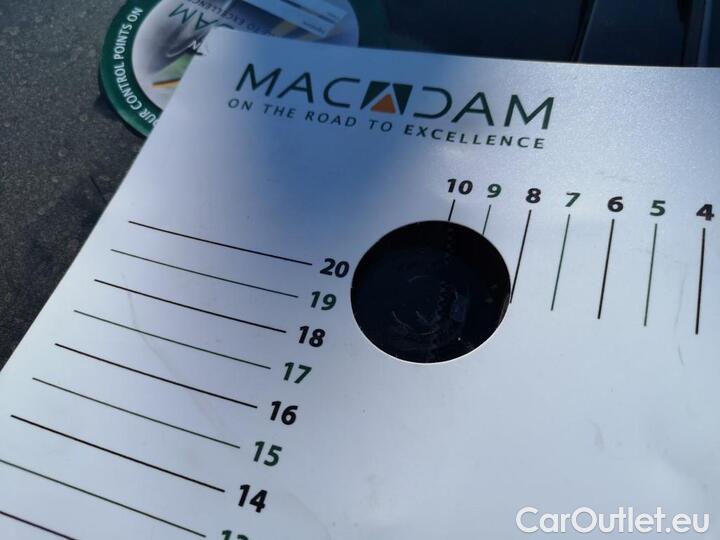 OUR CONTROL POINTS ON
MACADAM
ON THE ROAD TO EXCELLENCE
10 9 8 7 6 5 4
20
19
18
17
16
15
14
CarOutlet.eu